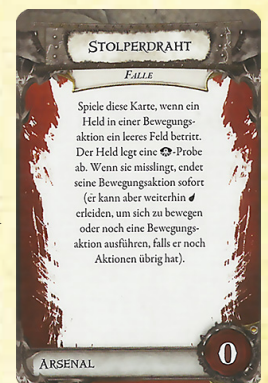 STOLPERDRAHT
FALLE
Spiele diese Karte, wenn ein
Held in einer Bewegungs-
aktion ein leeres Feld betritt.
Der Held legt eine -Probe
ab. Wenn sie misslingt, endet
seine Bewegungsaktion sofort
(er kann aber weiterhin
erleiden, um sich zu bewegen
oder noch eine Bewegungs-
aktion ausführen, falls er noch
Aktionen übrig hat).
ARSENAL
0